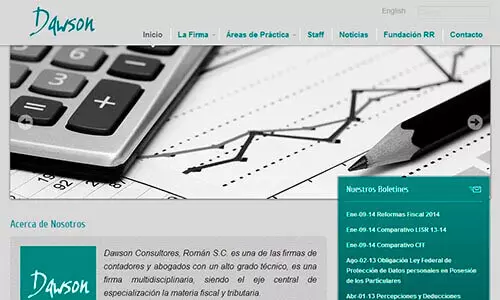 Dawson
English
Search...
Inicio La Firma Áreas de Práctica Staff Noticias Fundación RR Contacto
Nuestros Boletines
Ene-09-14 Reformas Fiscal 2014
Ene-09-14 Comparativo LISR 13-14
Ene-09-14 Comparativo CFF
Ago-02-13 Obligación Ley Federal de
Protección de Datos personales en Posesión
de los Particulares
Abr-01-13 Percepciones y Deducciones
Acerca de Nosotros
Dawson
Dawson Consultores, Román S.C. es una de las firmas de
contadores y abogados con un alto grado técnico, es una
firma multidisciplinaria, siendo el eje central de
especialización la materia fiscal y tributaria.